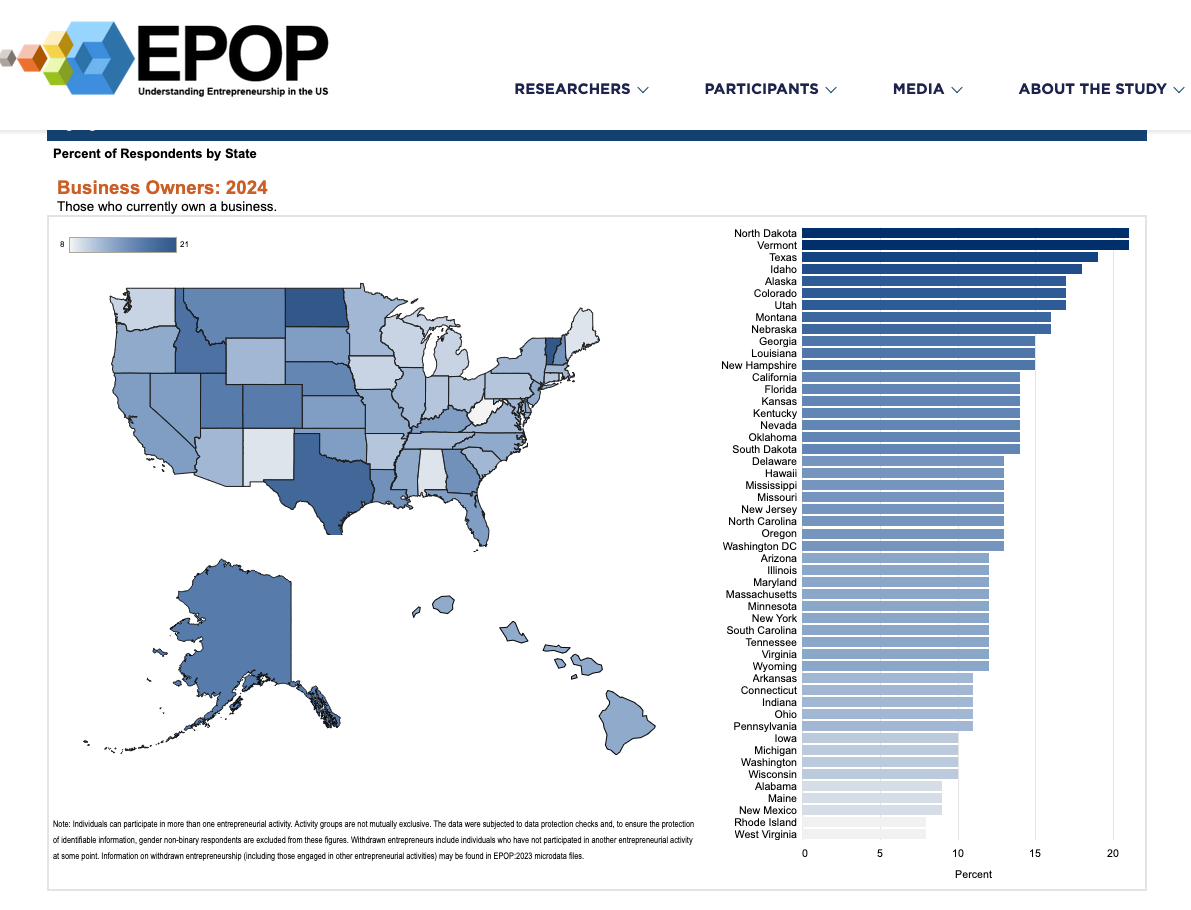 EPOP
Understanding Entrepreneurship in the US
RESEARCHERS
PARTICIPANTS
MEDIA
ABOUT THE STUDY
Percent of Respondents by State
Business Owners: 2024
Those who currently own a business.
8
21
North Dakota
Vermont
Texas
Idaho
Alaska
Colorado
Utah
Montana
Nebraska
Georgia
Louisiana
New Hampshire
California
Florida
Kansas
Kentucky
Nevada
Oklahoma
South Dakota
Delaware
Hawaii
Mississippi
Missouri
New Jersey
North Carolina
Oregon
Washington DC
Arizona
Illinois
Maryland
Massachusetts
Minnesota
New York
South Carolina
Tennessee
Virginia
Wyoming
Arkansas
Connecticut
Indiana
Ohio
Pennsylvania
Iowa
Michigan
Washington
Wisconsin
Alabama
Maine
New Mexico
Rhode Island
West Virginia
0 5 10 15 20
Percent
Note: Individuals can participate in more than one entrepreneurial activity. Activity groups are not mutually exclusive. The data were subjected to data protection checks and, to ensure the protection
of identifiable information, gender non-binary respondents are excluded from these figures. Withdrawn entrepreneurs include individuals who have not participated in another entrepreneurial activity
at some point. Information on withdrawn entrepreneurship (including those engaged in other entrepreneurial activities) may be found in EPOP:2023 microdata files.